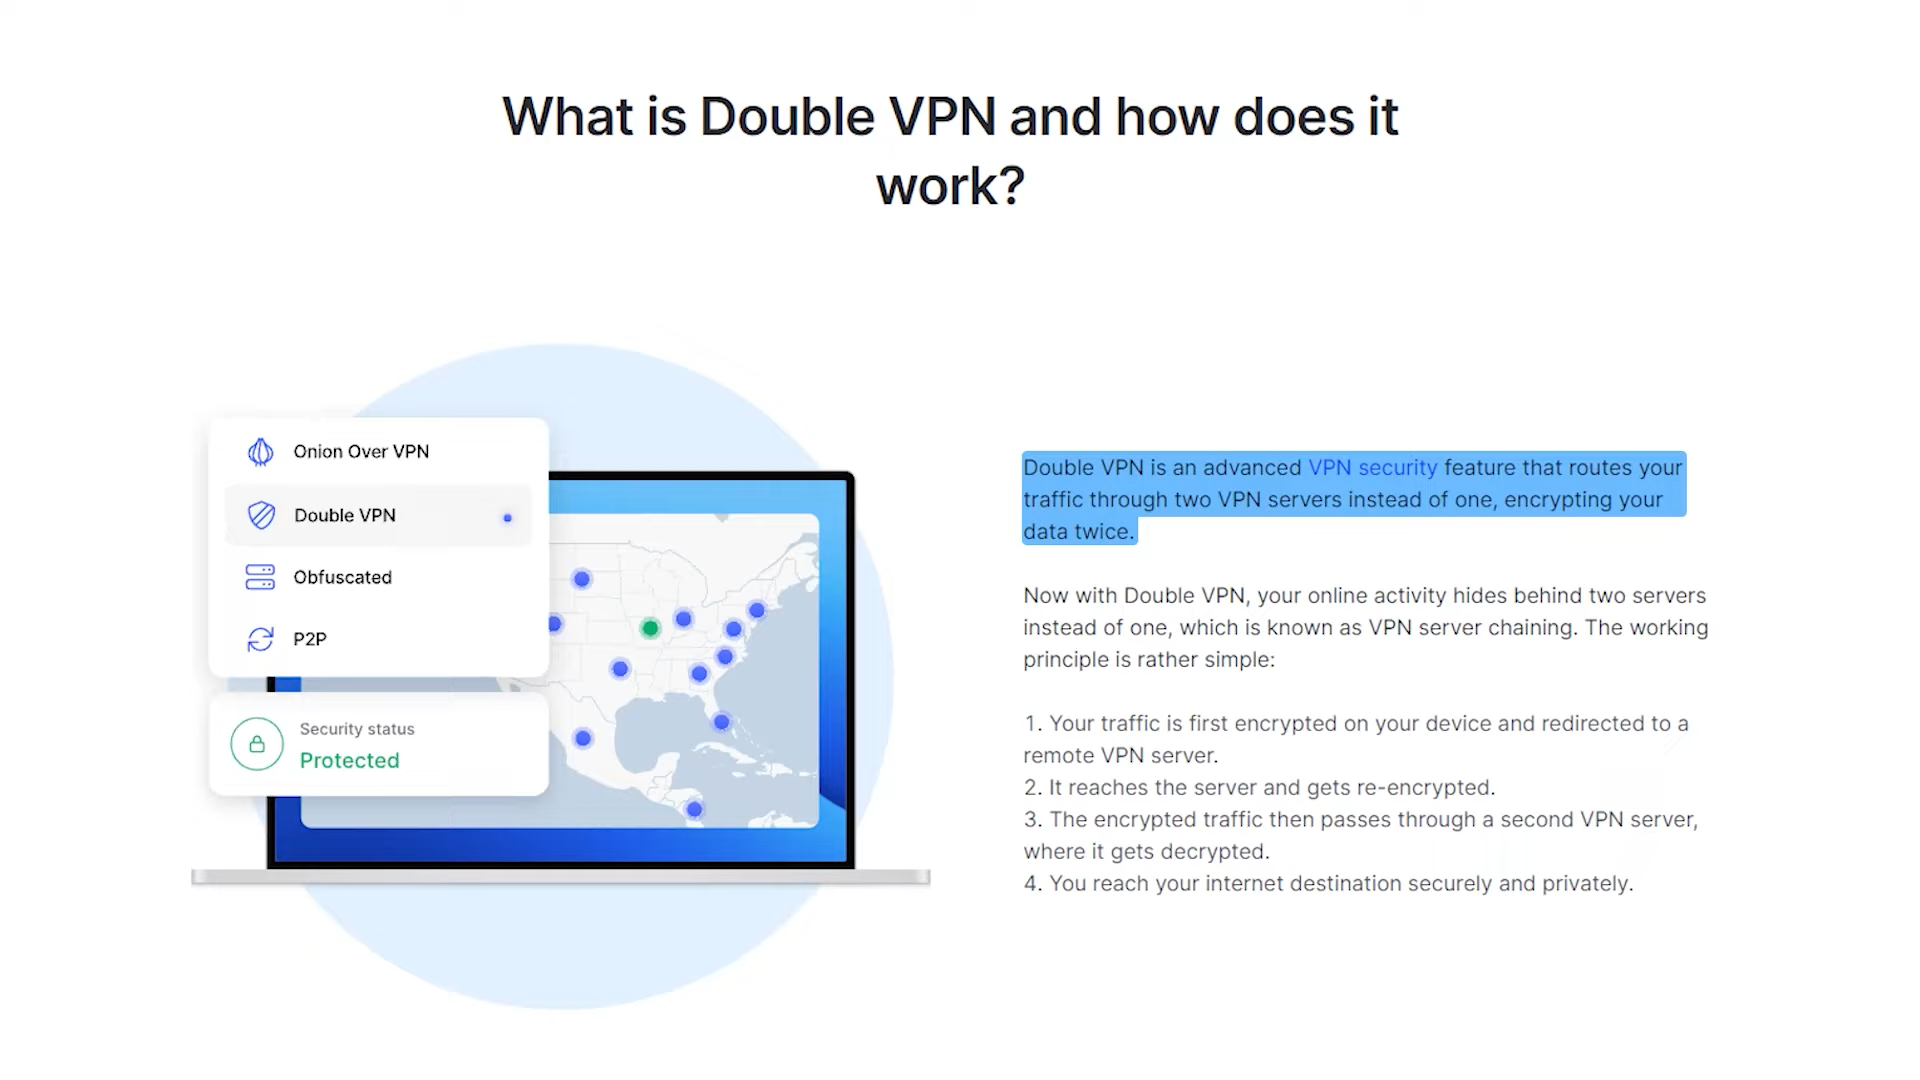 What is Double VPN and how does it
work?
Onion Over VPN
Double VPN
Obfuscated
P2P
Security status
Protected
Double VPN is an advanced VPN security feature that routes your
traffic through two VPN servers instead of one, encrypting your
data twice.
Now with Double VPN, your online activity hides behind two servers
instead of one, which is known as VPN server chaining. The working
principle is rather simple:
1. Your traffic is first encrypted on your device and redirected to a
remote VPN server.
2. It reaches the server and gets re-encrypted.
3. The encrypted traffic then passes through a second VPN server,
where it gets decrypted.
4. You reach your internet destination securely and privately.